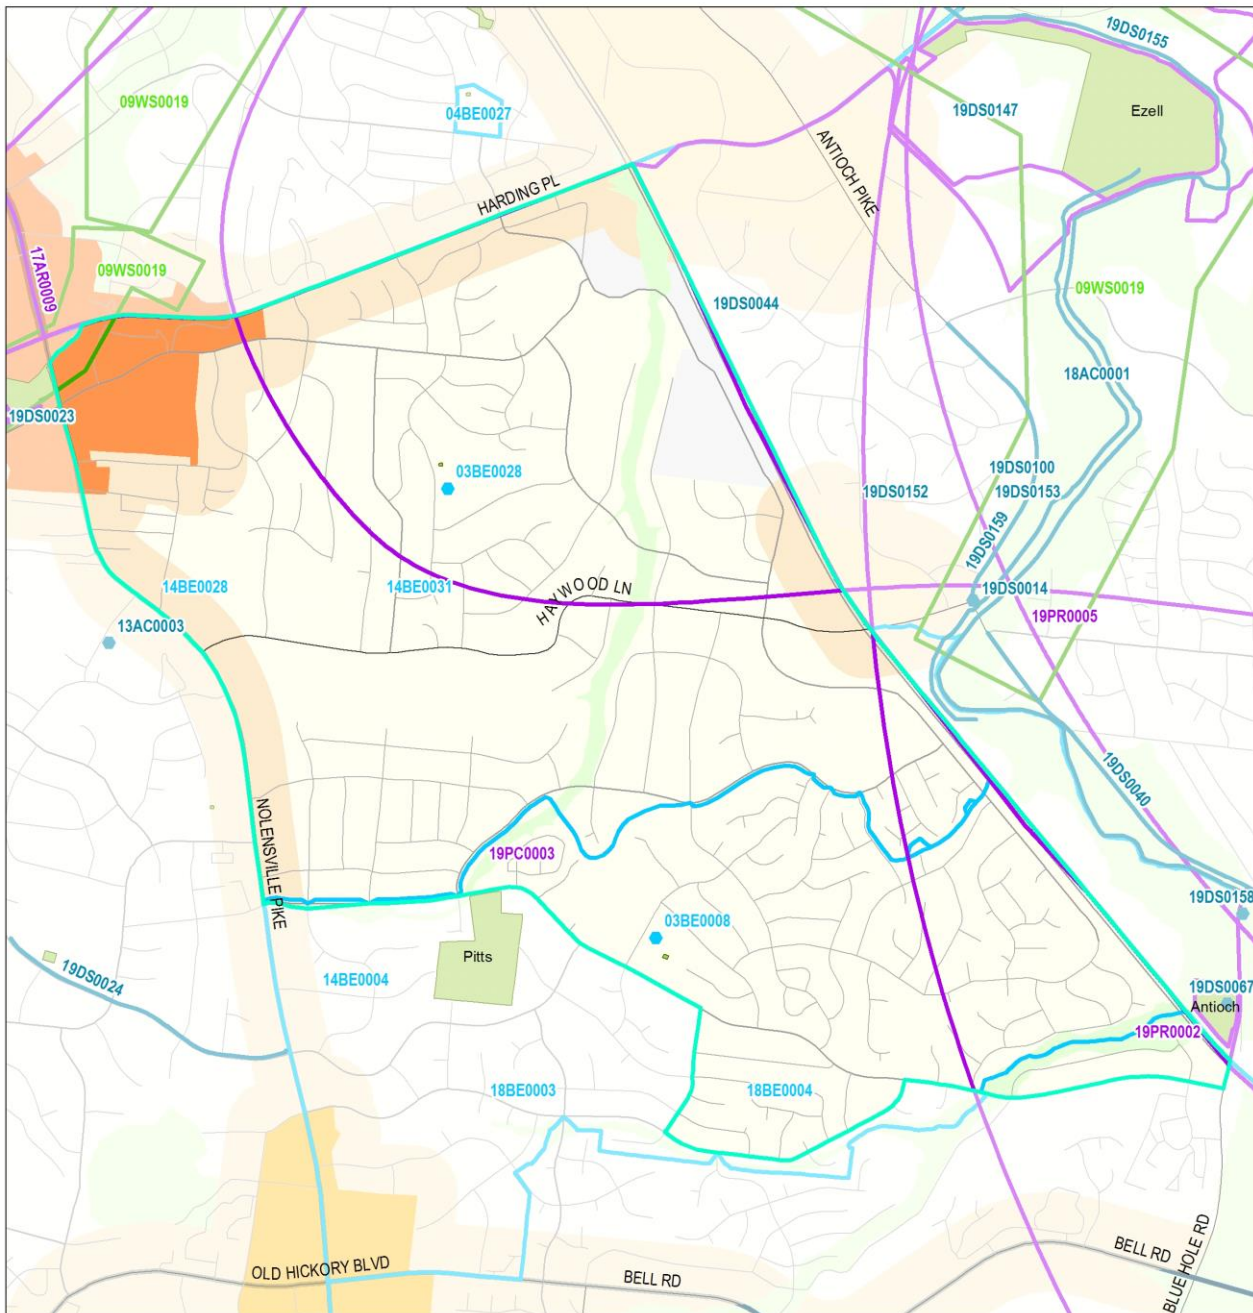 19DS0155
09WS0019
04BE0027
19DS0147
Ezell
ANTIOCH PIKE
HARDING PL
17AR0009
09WS0019
19DS0044
09WS0019
18AC0001
19DS0023
03BE0028
19DS0100
19DS0152
19DS0153
19DS0159
14BE0028
14BE0031
HAYWOOD LN
19DS0014
13AC0003
19PR0005
19DS0040
NOLENSVILLE PIKE
19PC0003
19DS0158
03BE0008
Pitts
19DS0024
14BE0004
19DS0067
Antioch
19PR0002
18BE0003
18BE0004
OLD HICKORY BLVD
BELL RD
BELL RD
BLUE HOLE RD